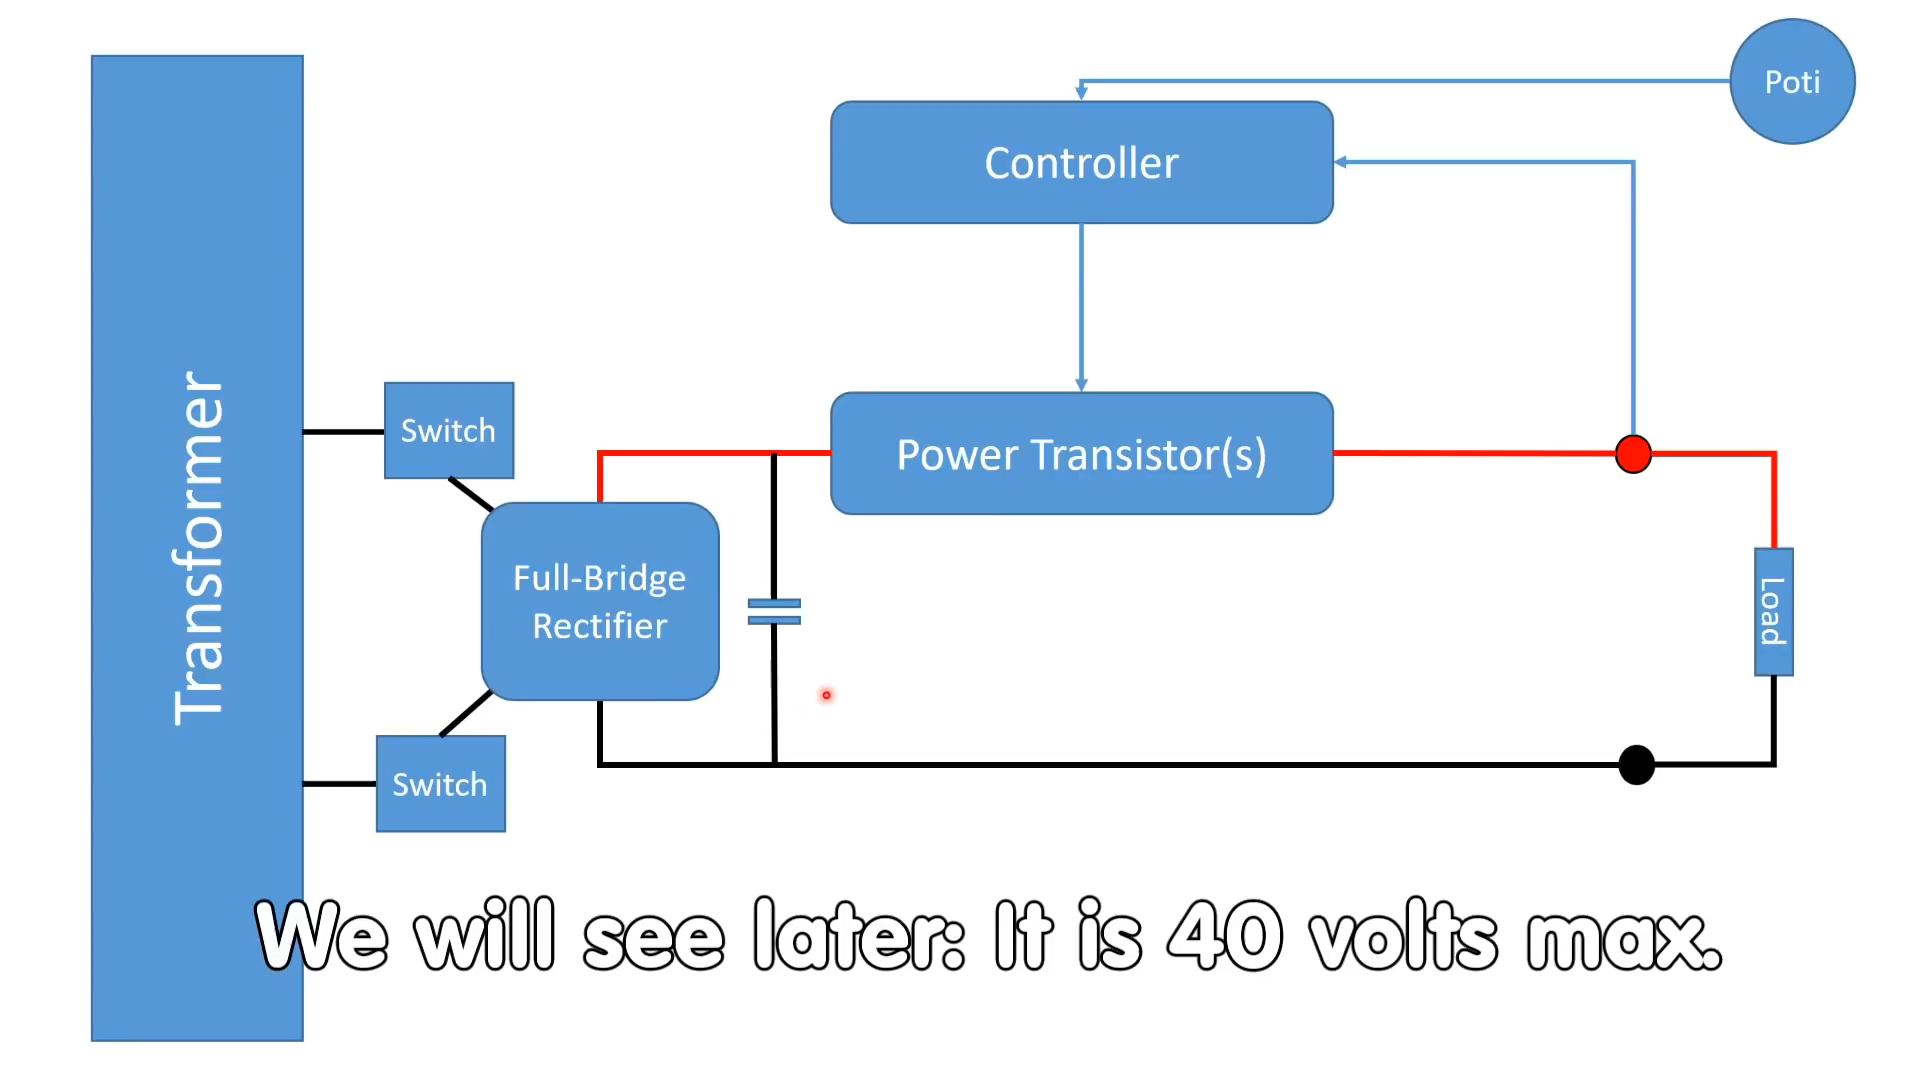 Poti
Controller
Transformer
Switch
Power Transistor(s)
Full-Bridge
Rectifier
Load
Switch
We will see later: It is 40 volts max.